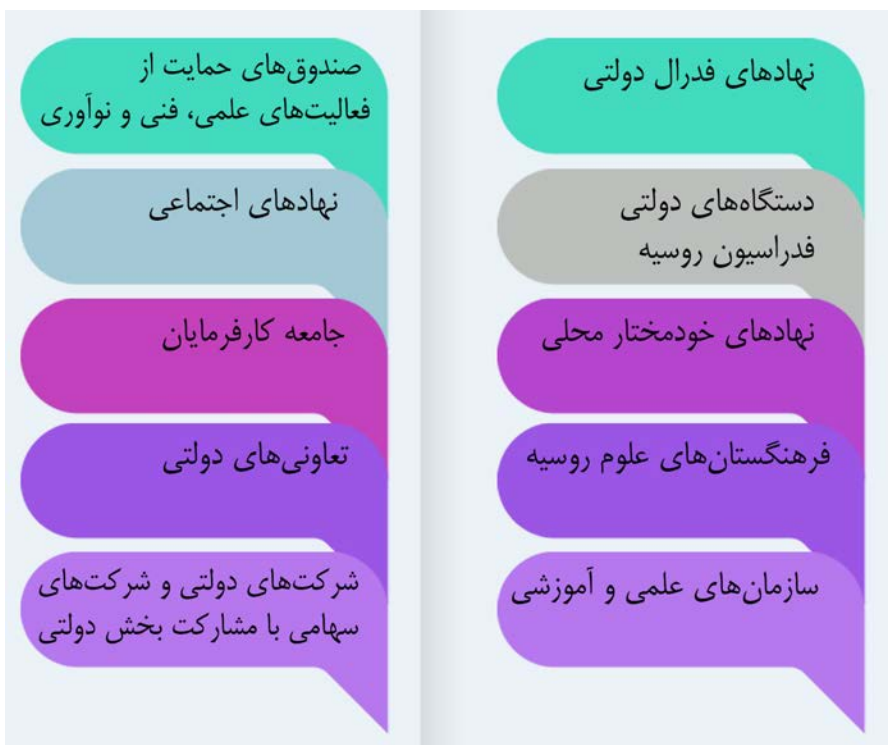 نهادهای فدرال دولتی
دستگاه‌های دولتی
فدراسیون روسیه
نهادهای خودمختار محلی
فرهنگستان‌های علوم روسیه
سازمان‌های علمی و آموزشی
صندوق‌های حمایت از
فعالیت‌های علمی، فنی و نوآوری
نهادهای اجتماعی
جامعه کارفرمایان
تعاونی‌های دولتی
شرکت‌های دولتی و شرکت‌های
سهامی با مشارکت بخش دولتی